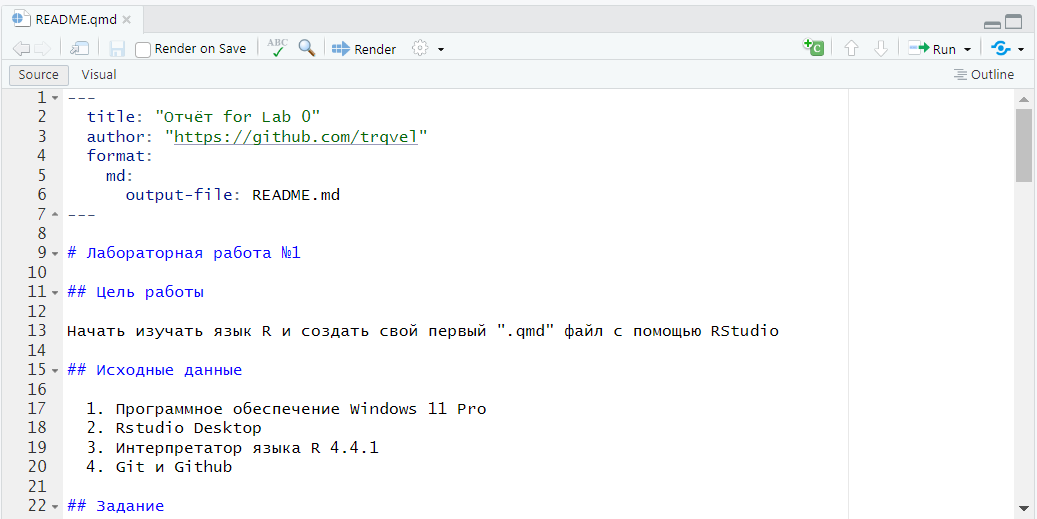 README.qmd
Render on Save ABC Render Run
Source Visual Outline
1 ---
2 title: "Отчёт for Lab 0"
3 author: "https://github.com/trqvel"
4 format:
5 md:
6 output-file: README.md
7 ---
8
9 # Лабораторная работа №1
10
11 ## Цель работы
12
13 Начать изучать язык R и создать свой первый ".qmd" файл с помощью RStudio
14
15 ## Исходные данные
16
17 1. Программное обеспечение Windows 11 Pro
18 2. Rstudio Desktop
19 3. Интерпретатор языка R 4.4.1
20 4. Git и Github
21
22 ## Задание